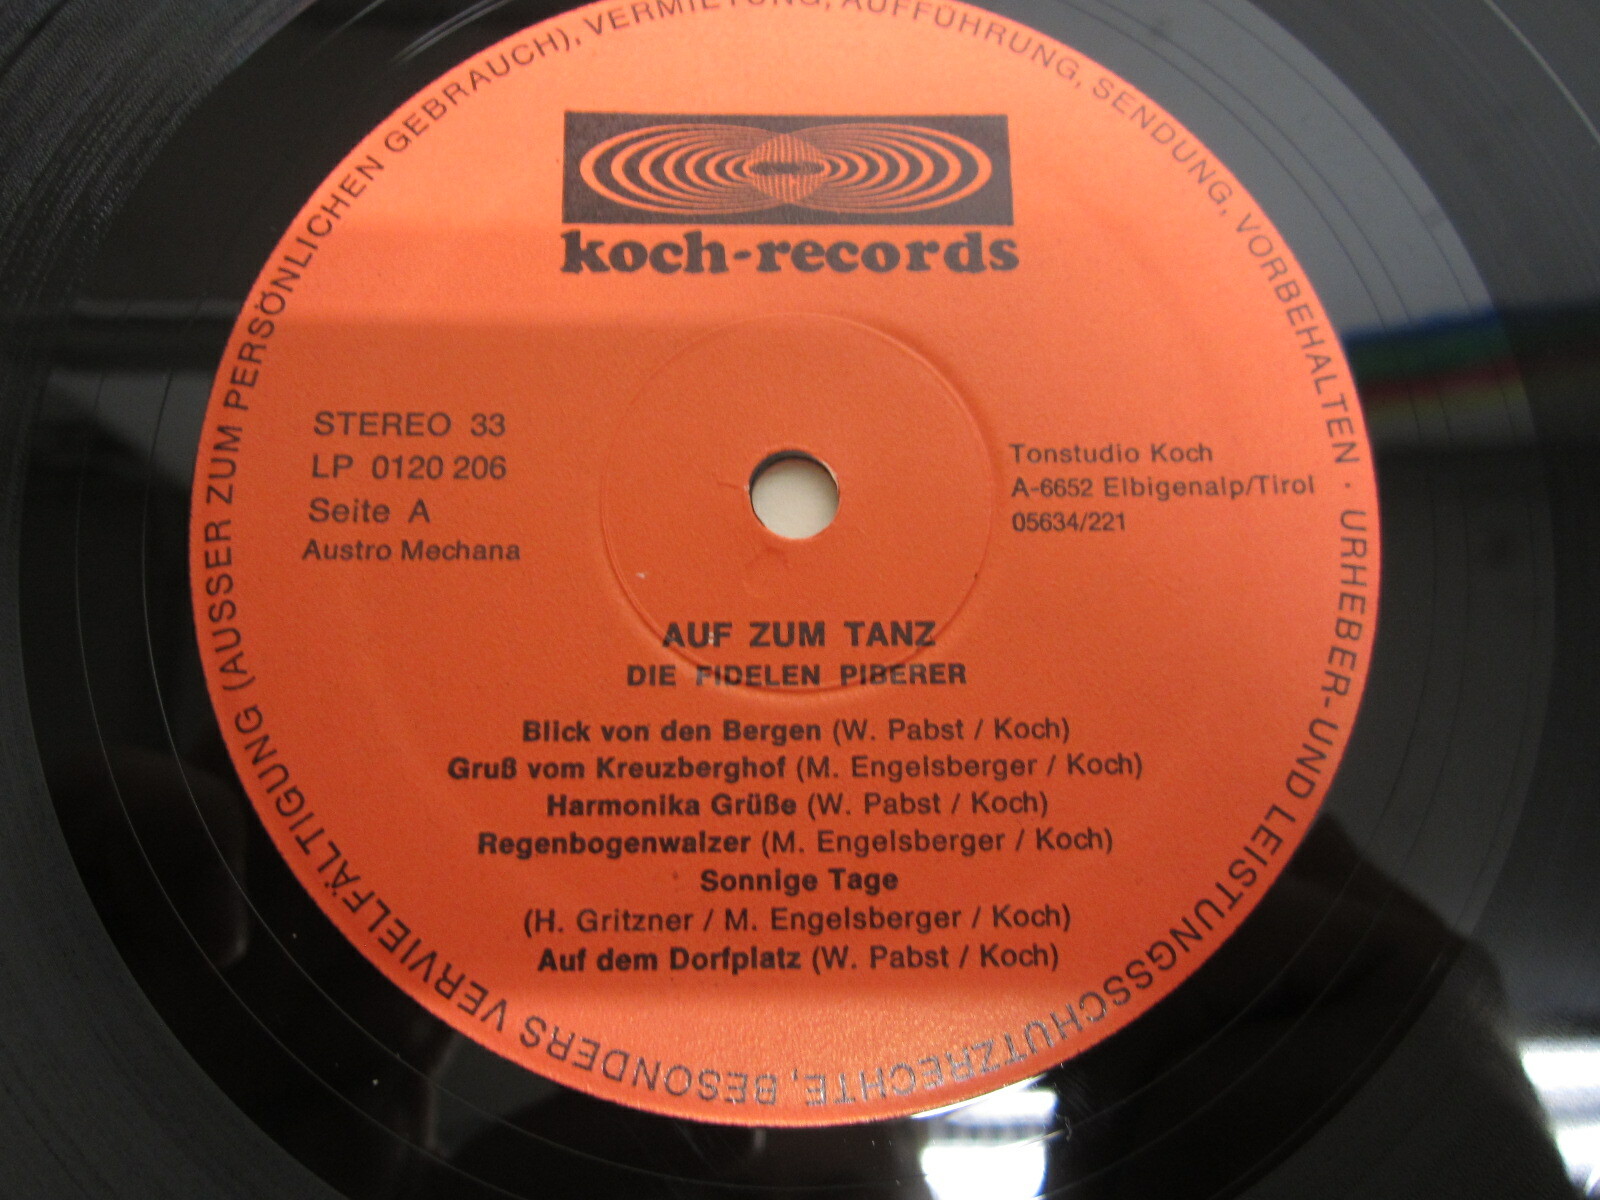 koch-records
STEREO 33
LP 0120 206
Seite A
Austro Mechana
Tonstudio Koch
A-6652 Elbigenalp/Tirol
05634/221
AUF ZUM TANZ
DIE FIDELEN PIBERER
Blick von den Bergen (W. Pabst / Koch)
Gruß vom Kreuzberghof (M. Engelsberger / Koch)
Harmonika Grüße (W. Pabst / Koch)
Regenbogenwalzer (M. Engelsberger / Koch)
Sonnige Tage
(H. Gritzner / M. Engelsberger / Koch)
Auf dem Dorfplatz (W. Pabst / Koch)
URHEBER-UND LEISTUNGSSCHUTZRECHTE, BESONDERS VERVIELFÄLTIGUNG (AUSSER ZUM PERSÖNLICHEN GEBRAUCH), VERMIETUNG, AUFFÜHRUNG, SENDUNG, VORBEHALTEN ·